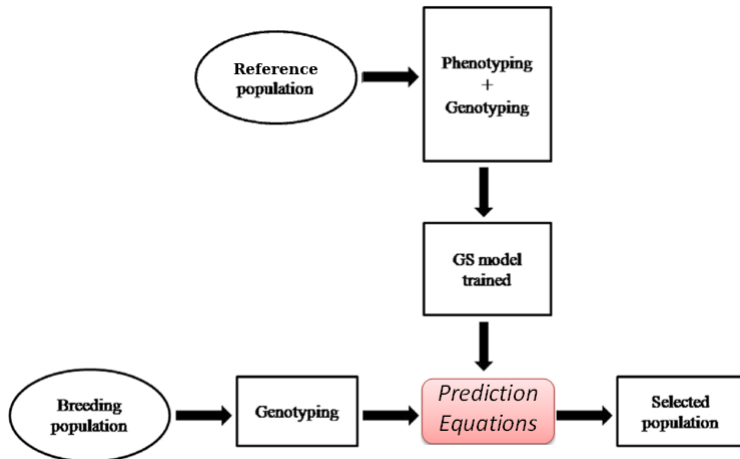 Reference
population
Phenotyping
+
Genotyping
GS model
trained
Breeding
population
Genotyping
Prediction
Equations
Selected
population